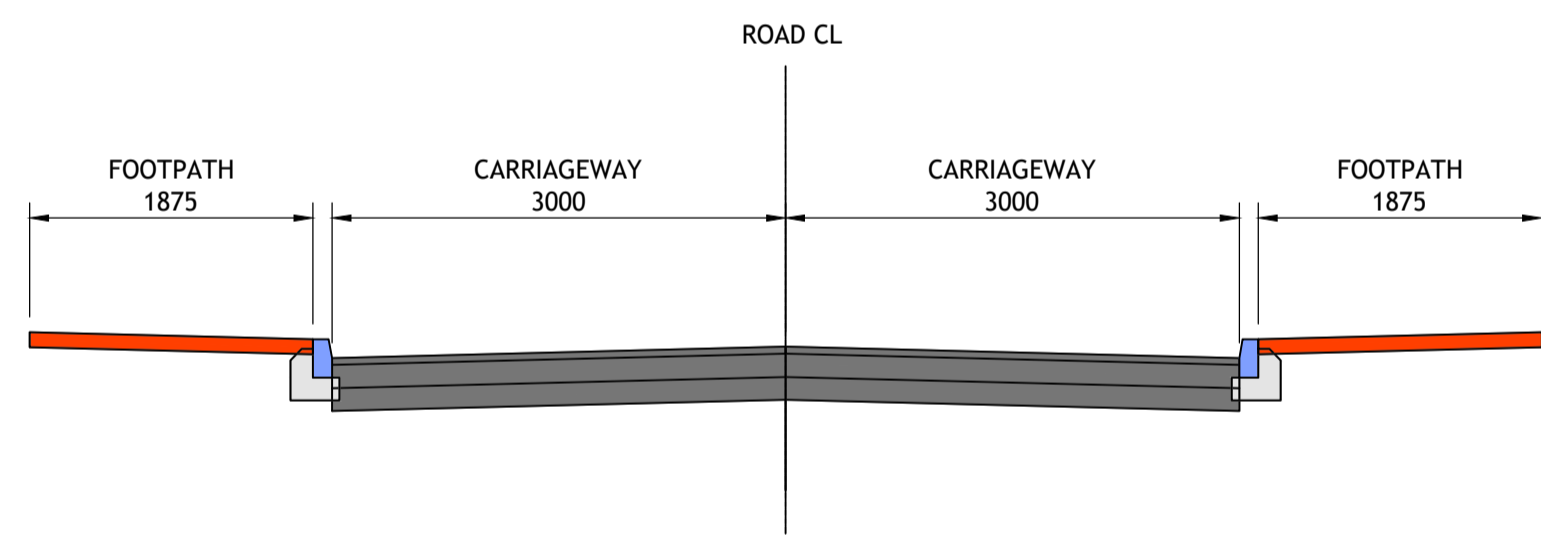 ROAD CL
FOOTPATH
1875
CARRIAGEWAY
3000
CARRIAGEWAY
3000
FOOTPATH
1875